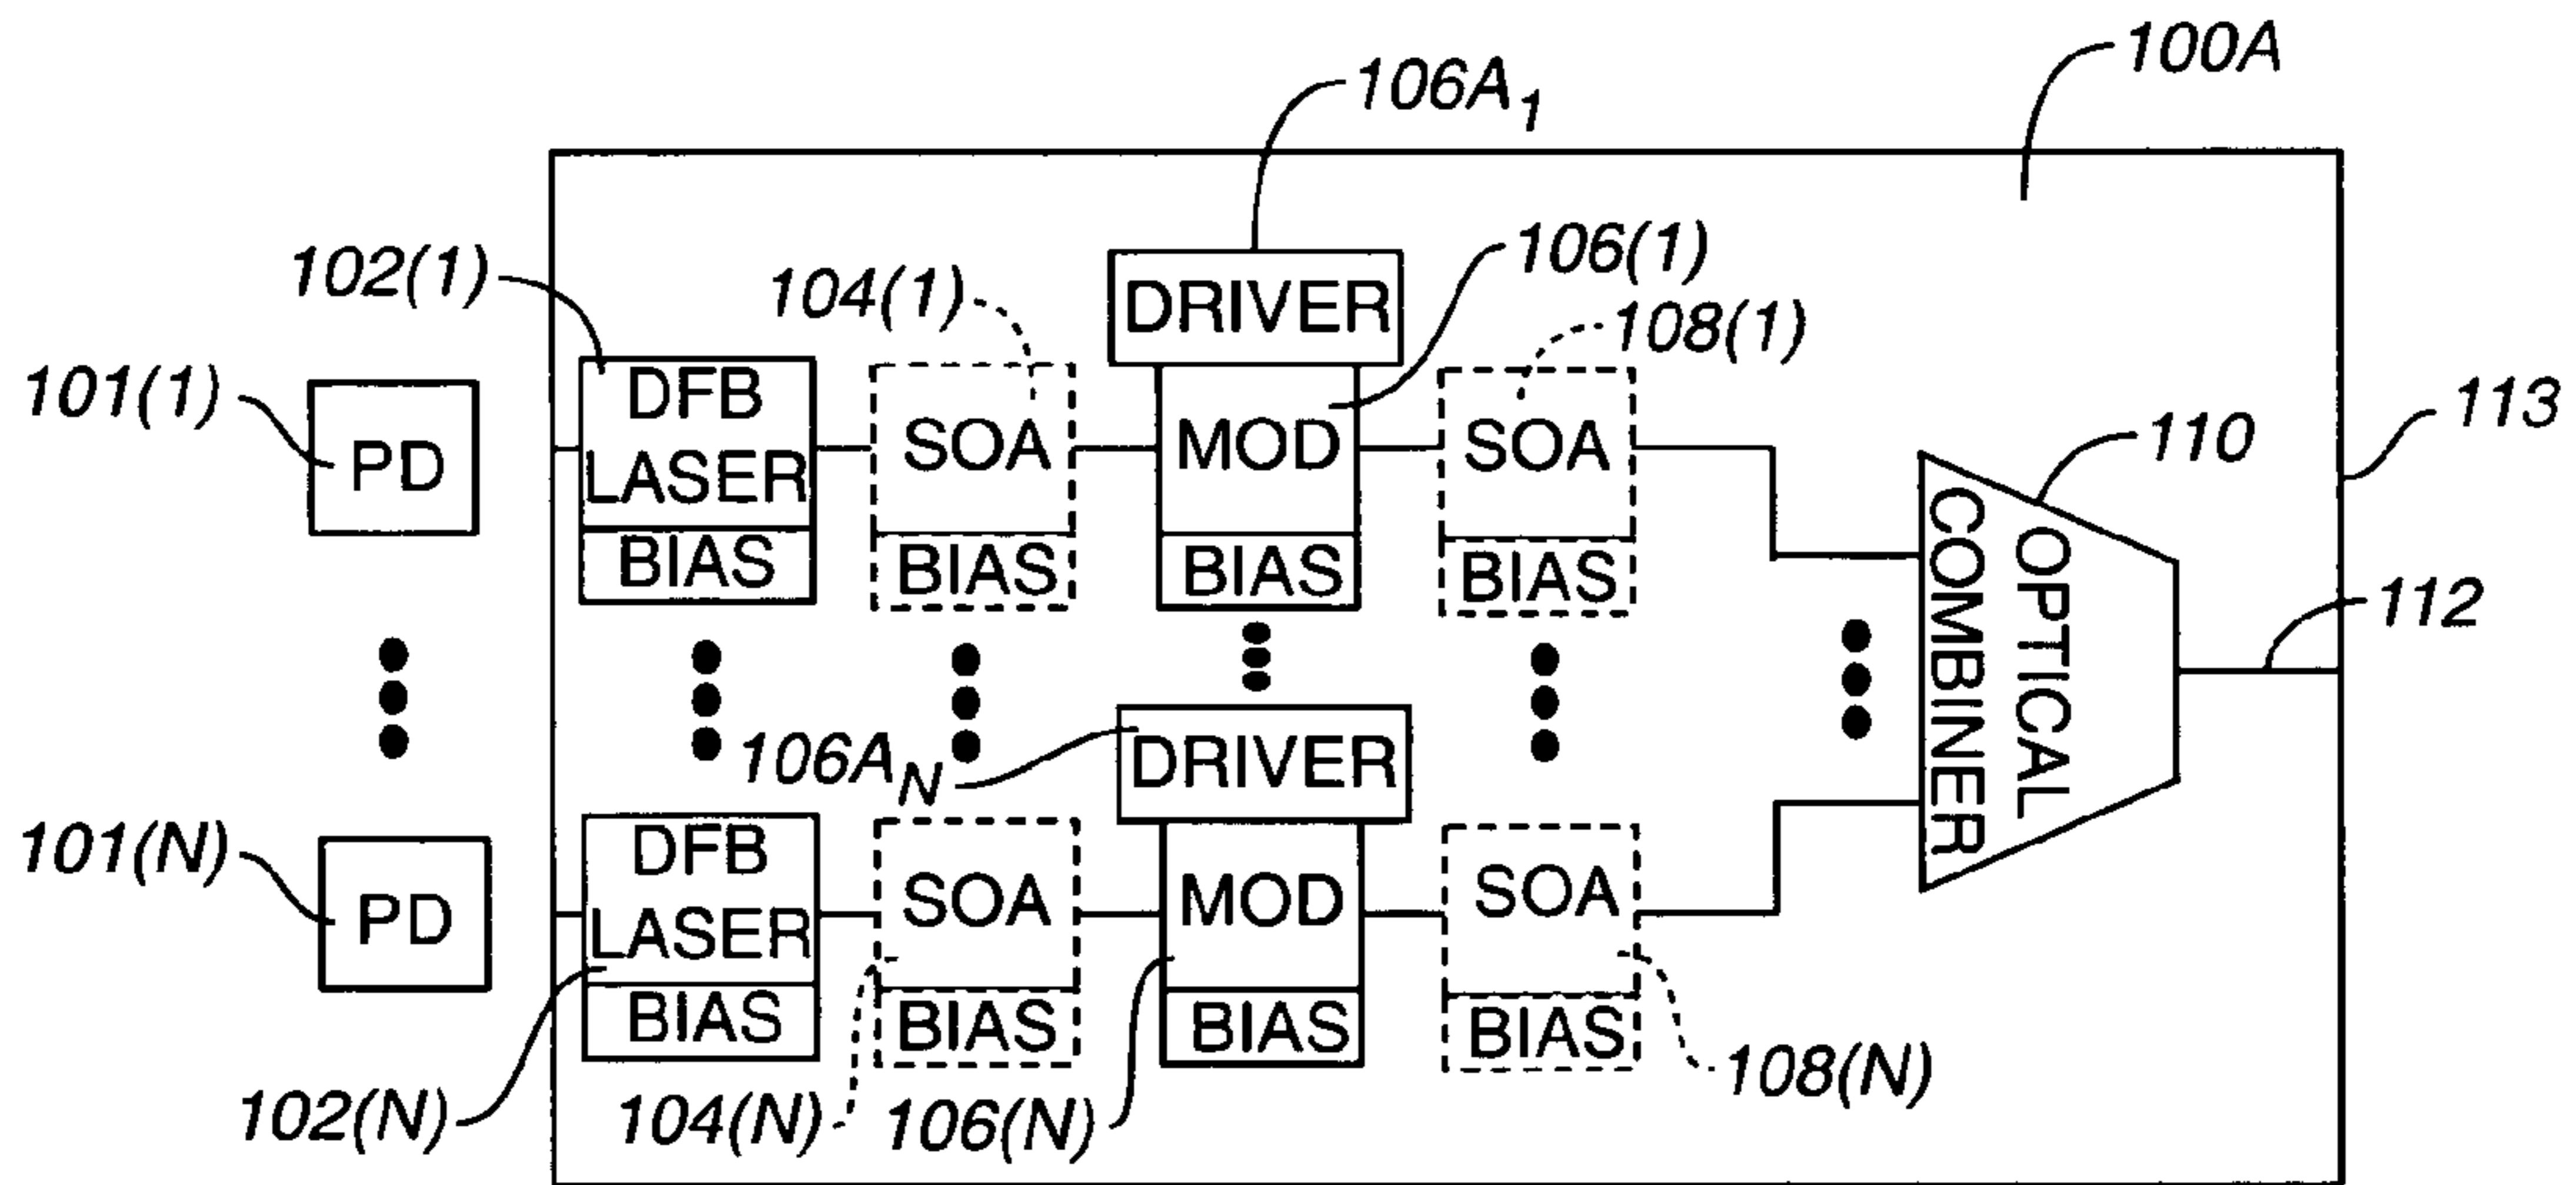 100A
106A1
102(1)
104(1)
106(1)
DRIVER
108(1)
101(1)
PD
DFB
LASER
BIAS
SOA
BIAS
MOD
BIAS
SOA
BIAS
113
110
OPTICAL
COMBINER
112
106AN
DRIVER
101(N)
PD
DFB
LASER
BIAS
SOA
BIAS
MOD
BIAS
SOA
BIAS
102(N)
104(N)
106(N)
108(N)